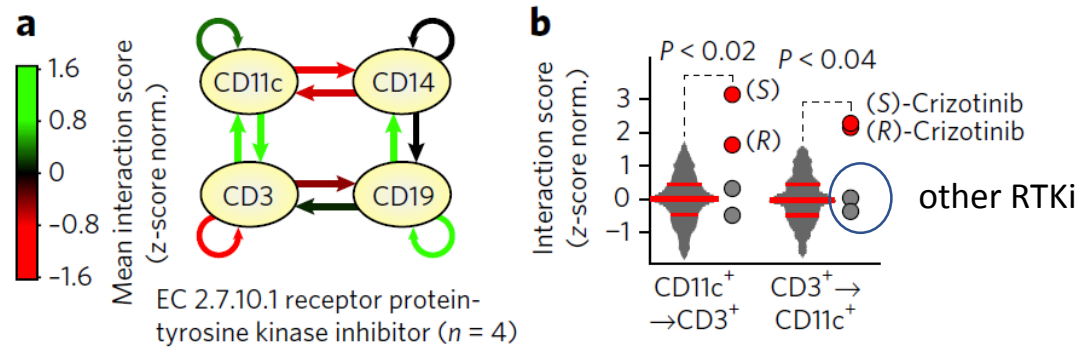 a
Mean interaction score
(z-score norm.)
1.6
0.8
0
−0.8
−1.6
CD11c
CD14
CD3
CD19
EC 2.7.10.1 receptor protein-
tyrosine kinase inhibitor (n = 4)
b
Interaction score
(z-score norm.)
3
2
1
0
−1
P < 0.02
P < 0.04
(S)
(R)
(S)-Crizotinib
(R)-Crizotinib
other RTKi
CD11c⁺
→CD3⁺
CD3⁺→
CD11c⁺